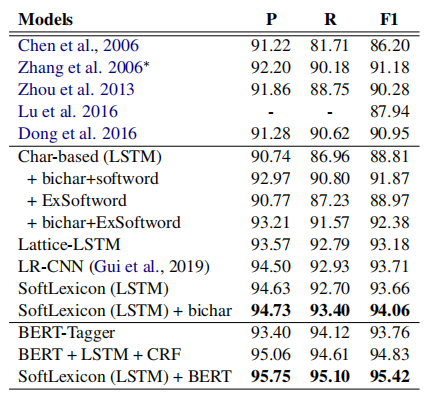 Models P R F1
Chen et al., 2006 91.22 81.71 86.20
Zhang et al. 2006* 92.20 90.18 91.18
Zhou et al. 2013 91.86 88.75 90.28
Lu et al. 2016 - - 87.94
Dong et al. 2016 91.28 90.62 90.95
Char-based (LSTM) 90.74 86.96 88.81
+ bichar+softword 92.97 90.80 91.87
+ ExSoftword 90.77 87.23 88.97
+ bichar+ExSoftword 93.21 91.57 92.38
Lattice-LSTM 93.57 92.79 93.18
LR-CNN (Gui et al., 2019) 94.50 92.93 93.71
SoftLexicon (LSTM) 94.63 92.70 93.66
SoftLexicon (LSTM) + bichar 94.73 93.40 94.06
BERT-Tagger 93.40 94.12 93.76
BERT + LSTM + CRF 95.06 94.61 94.83
SoftLexicon (LSTM) + BERT 95.75 95.10 95.42